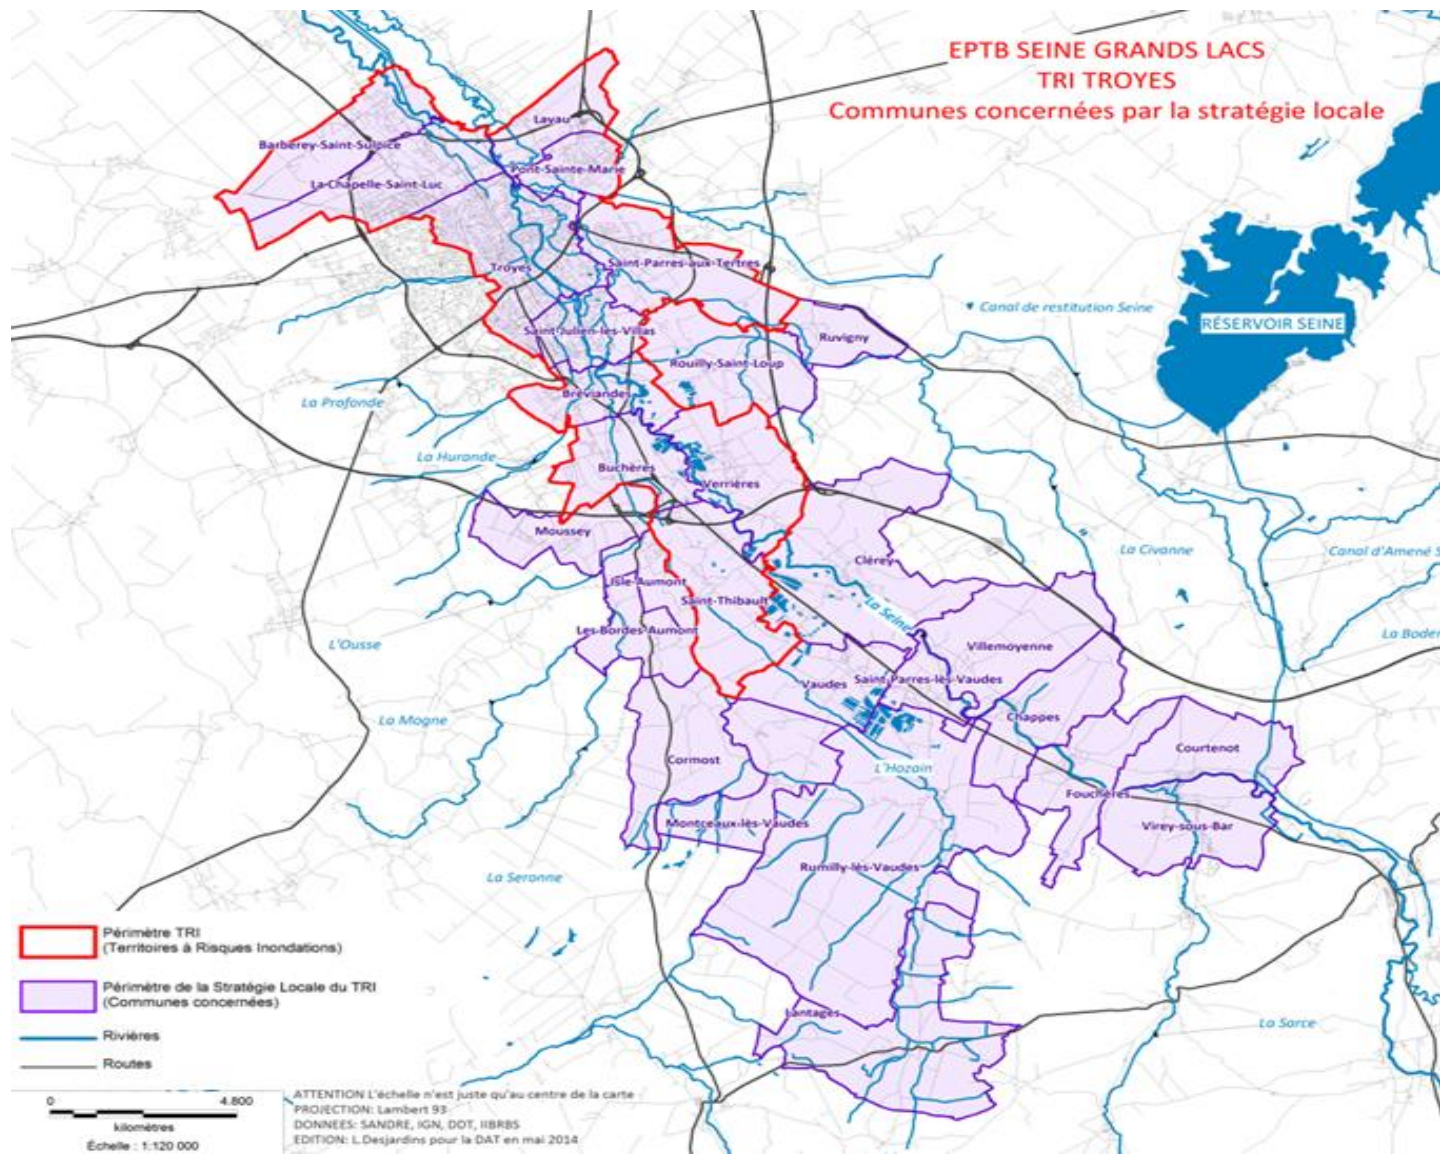 EPTB SEINE GRANDS LACS
TRI TROYES
Communes concernées par la stratégie locale
Lavau
Barberey-Saint-Sulpice
Pont-Sainte-Marie
La-Chapelle-Saint-Luc
Troyes
Saint-Parres-aux-Tertres
Canal de restitution Seine
RÉSERVOIR SEINE
Saint-Julien-les-Villas
Ruvigny
Rouilly-Saint-Loup
La Profonde
Bréviandes
La Hurande
Buchères
Verrières
Moussey
Clérey
La Civanne
Canal d'Amené S
Isle-Aumont
Saint-Thibault
La Seine
Les-Bordes-Aumont
La Boder
L'Ousse
Villemoyenne
Vaudes
Saint-Parres-lès-Vaudes
La Mogne
Chappes
Courtenot
Cormost
L'Hozain
Fouchères
Montceaux-lès-Vaudes
Virey-sous-Bar
Rumilly-lès-Vaudes
La Seronne
Lantages
La Sarce
Périmètre TRI
(Territoires à Risques Inondations)
Périmètre de la Stratégie Locale du TRI
(Communes concernées)
Rivières
Routes
0 4.800
kilomètres
Échelle : 1:120 000
ATTENTION L'échelle n'est juste qu'au centre de la carte
PROJECTION: Lambert 93
DONNEES: SANDRE, IGN, DDT, IIBRBS
EDITION: L.Desjardins pour la DAT en mai 2014